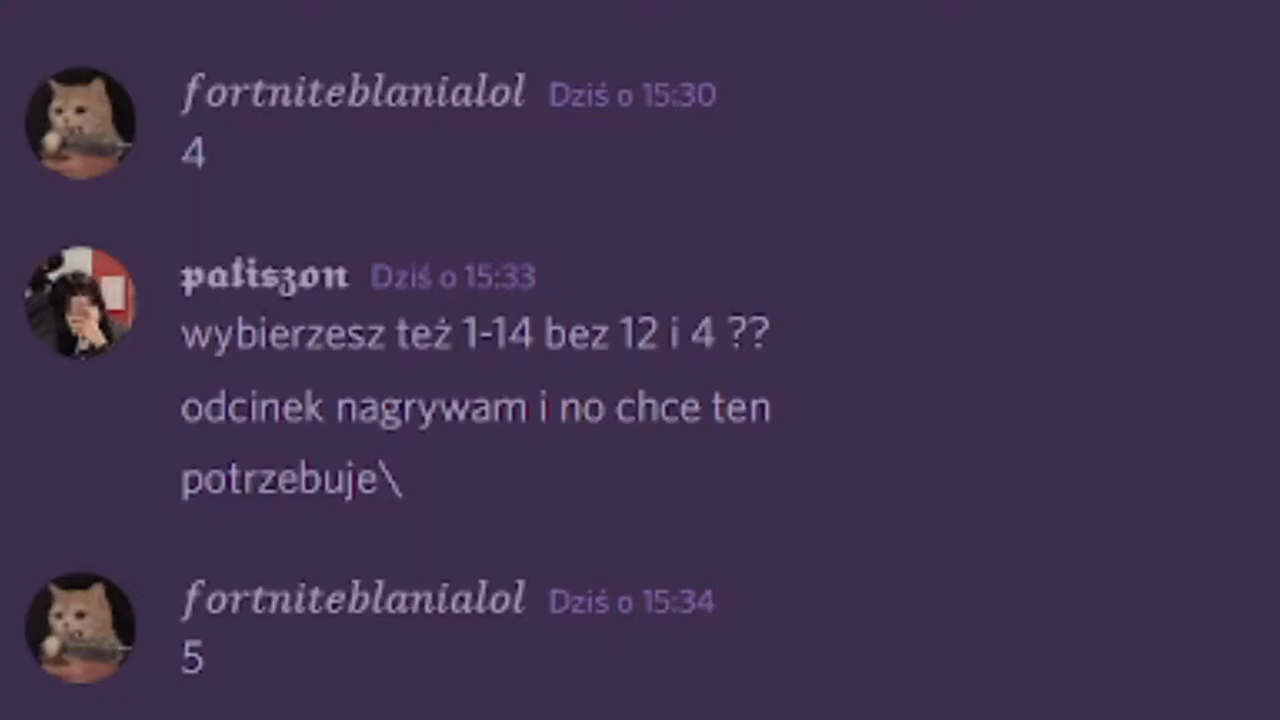 fortniteblanialol Dziś o 15:30
4
patiszon Dziś o 15:33
wybierzesz też 1-14 bez 12 i 4 ??
odcinek nagrywam i no chce ten
potrzebuje\
fortniteblanialol Dziś o 15:34
5